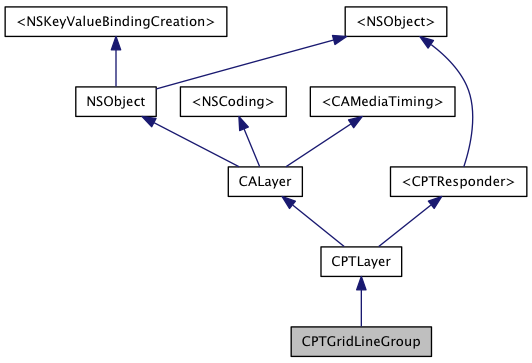 <NSKeyValueBindingCreation>
<NSObject>
NSObject
<NSCoding>
<CAMediaTiming>
CALayer
<CPTResponder>
CPTLayer
CPTGridLineGroup